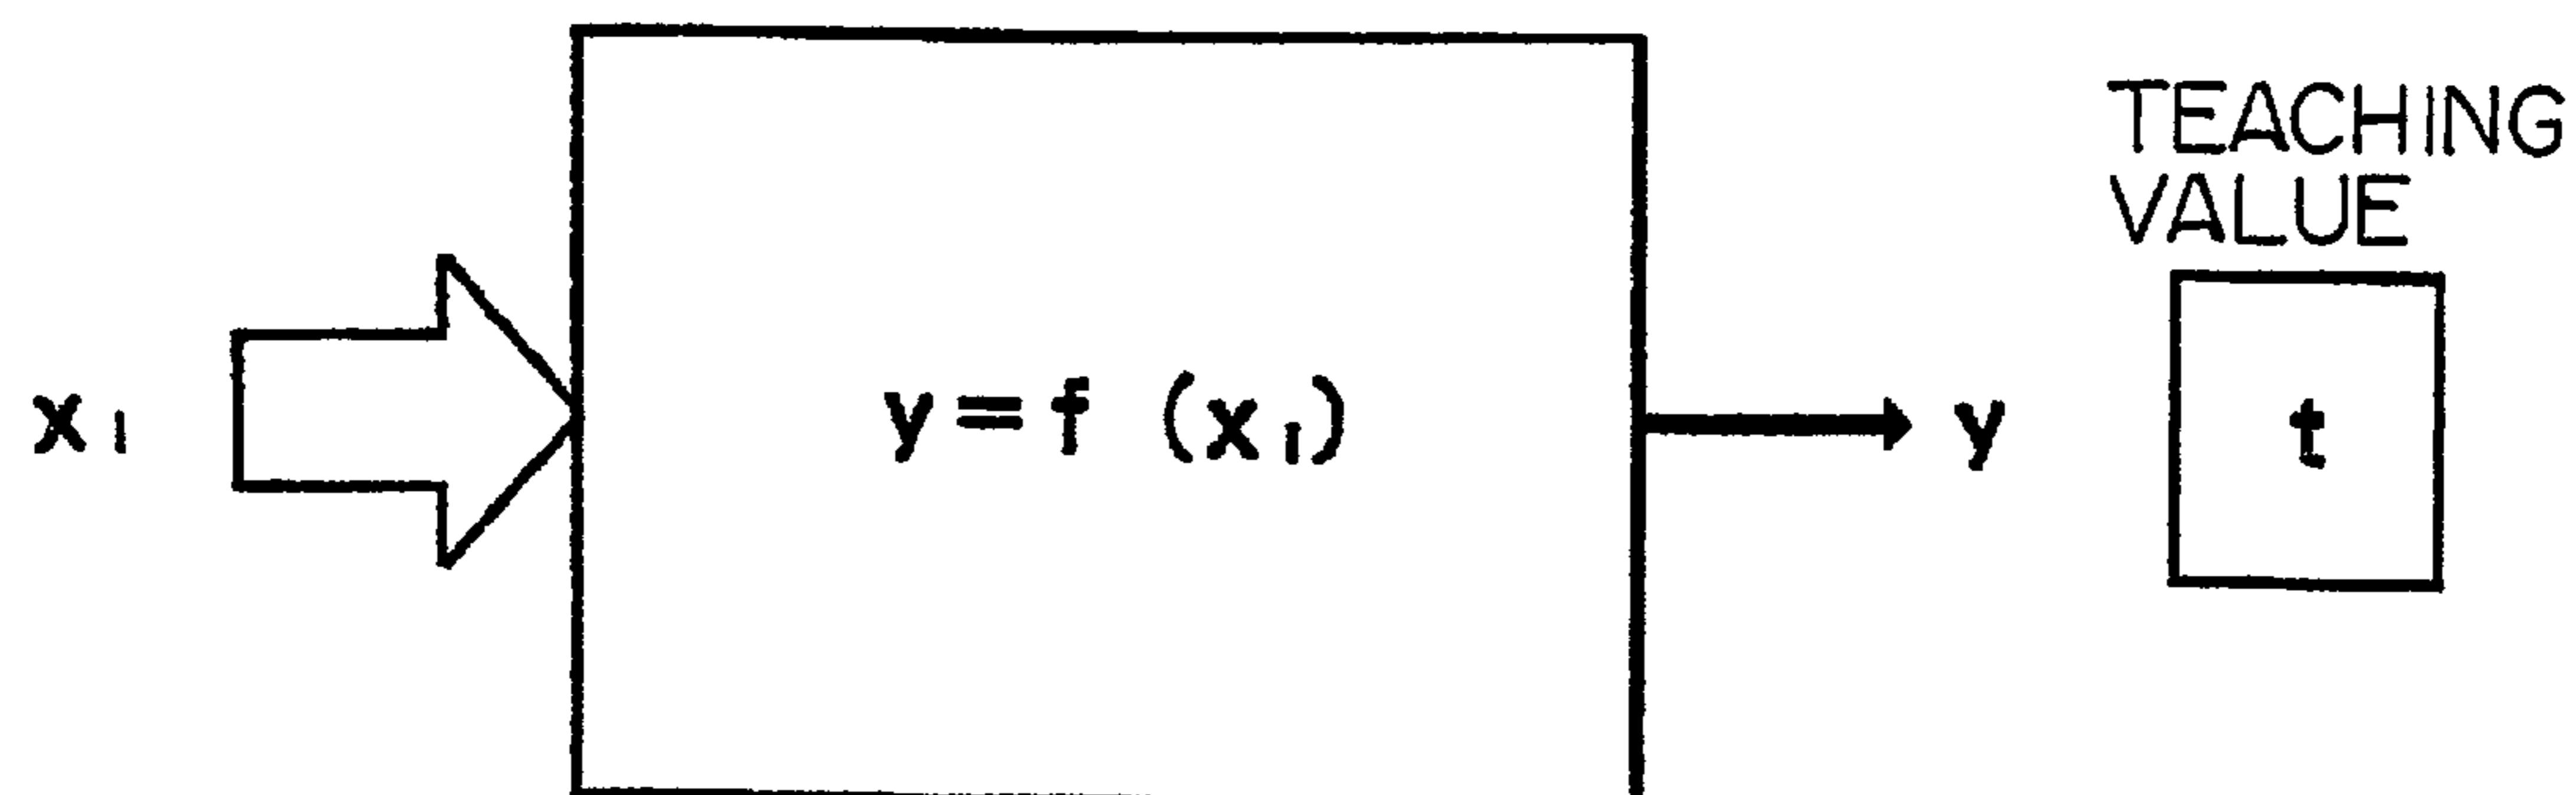 TEACHING
VALUE
x₁
y=f (x₁)
y
t